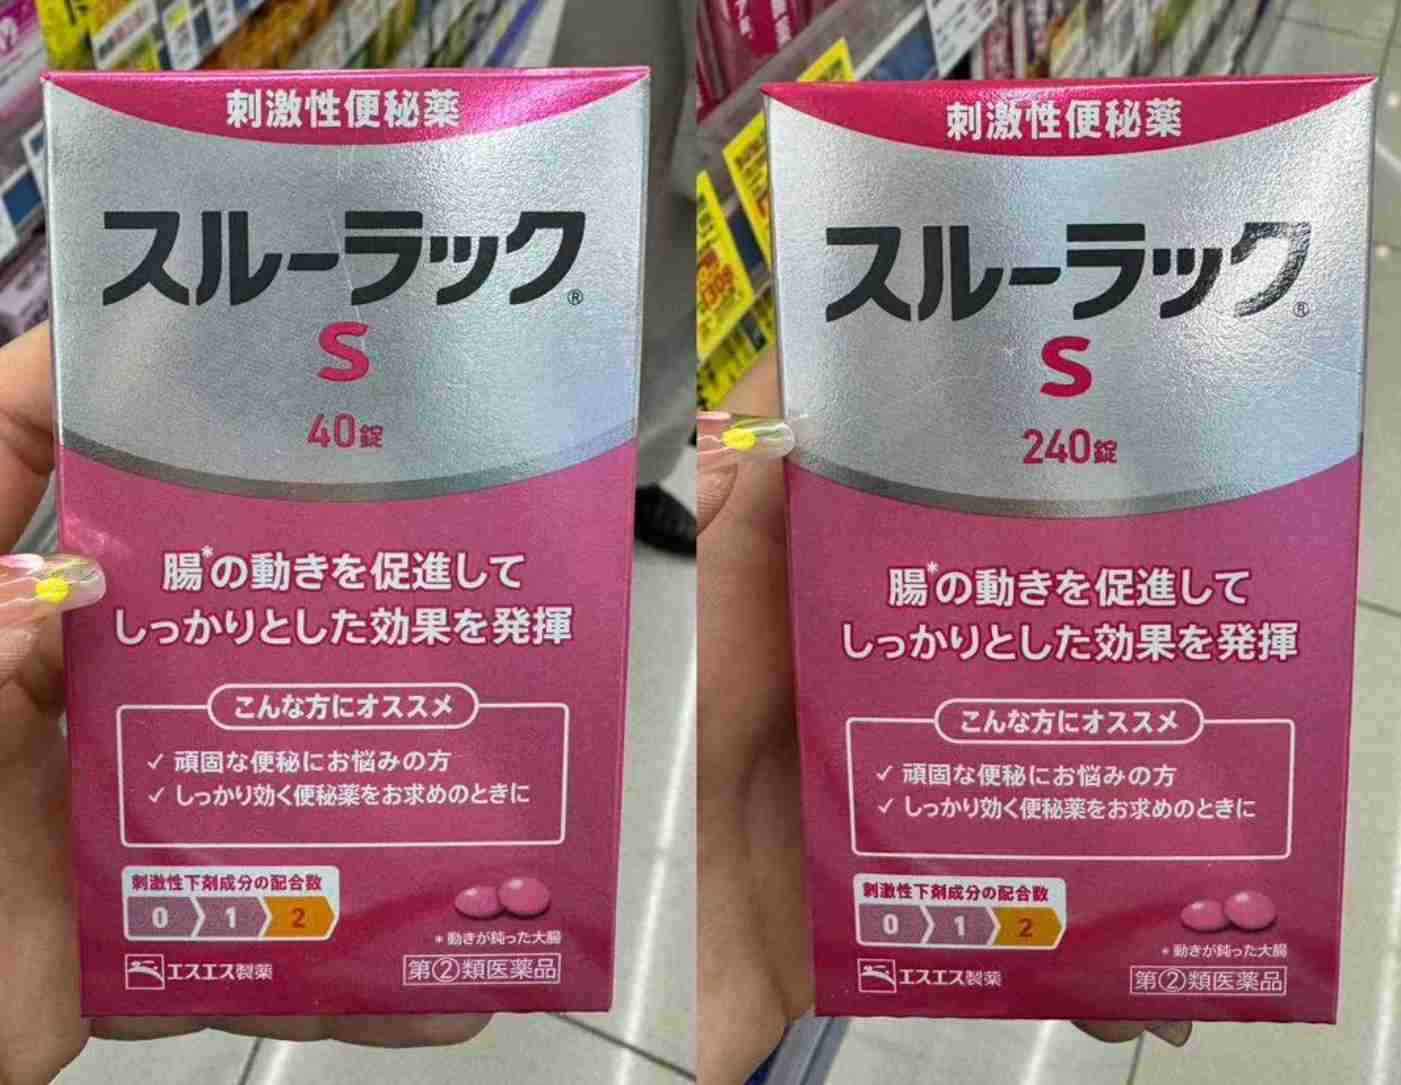 刺激性便秘薬
スルーラック®
S
40錠
腸*の動きを促進して
しっかりとした効果を発揮
こんな方にオススメ
✓ 頑固な便秘にお悩みの方
✓ しっかり効く便秘薬をお求めのときに
刺激性下剤成分の配合数
0 1 2
*動きが鈍った大腸
エスエス製薬
第②類医薬品
刺激性便秘薬
スルーラック®
S
240錠
腸*の動きを促進して
しっかりとした効果を発揮
こんな方にオススメ
✓ 頑固な便秘にお悩みの方
✓ しっかり効く便秘薬をお求めのときに
刺激性下剤成分の配合数
0 1 2
*動きが鈍った大腸
エスエス製薬
第②類医薬品